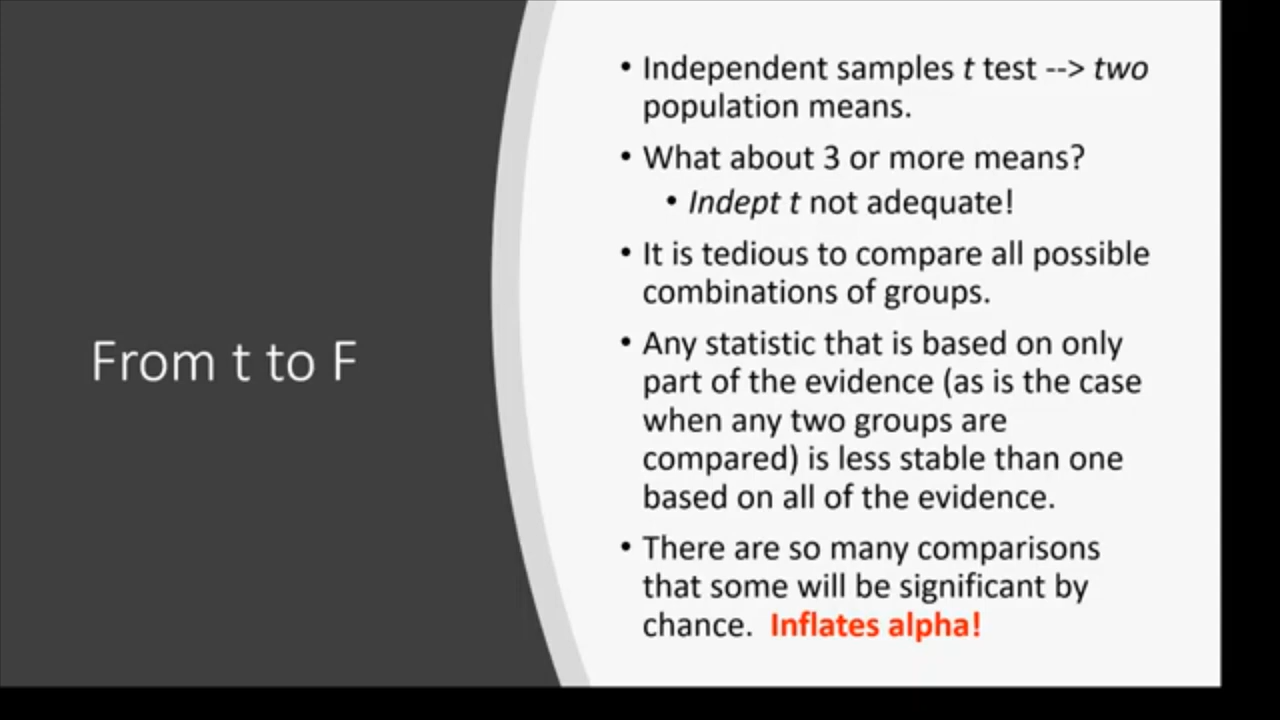 From t to F
• Independent samples t test --> two
population means.
• What about 3 or more means?
• Indept t not adequate!
• It is tedious to compare all possible
combinations of groups.
• Any statistic that is based on only
part of the evidence (as is the case
when any two groups are
compared) is less stable than one
based on all of the evidence.
• There are so many comparisons
that some will be significant by
chance. Inflates alpha!